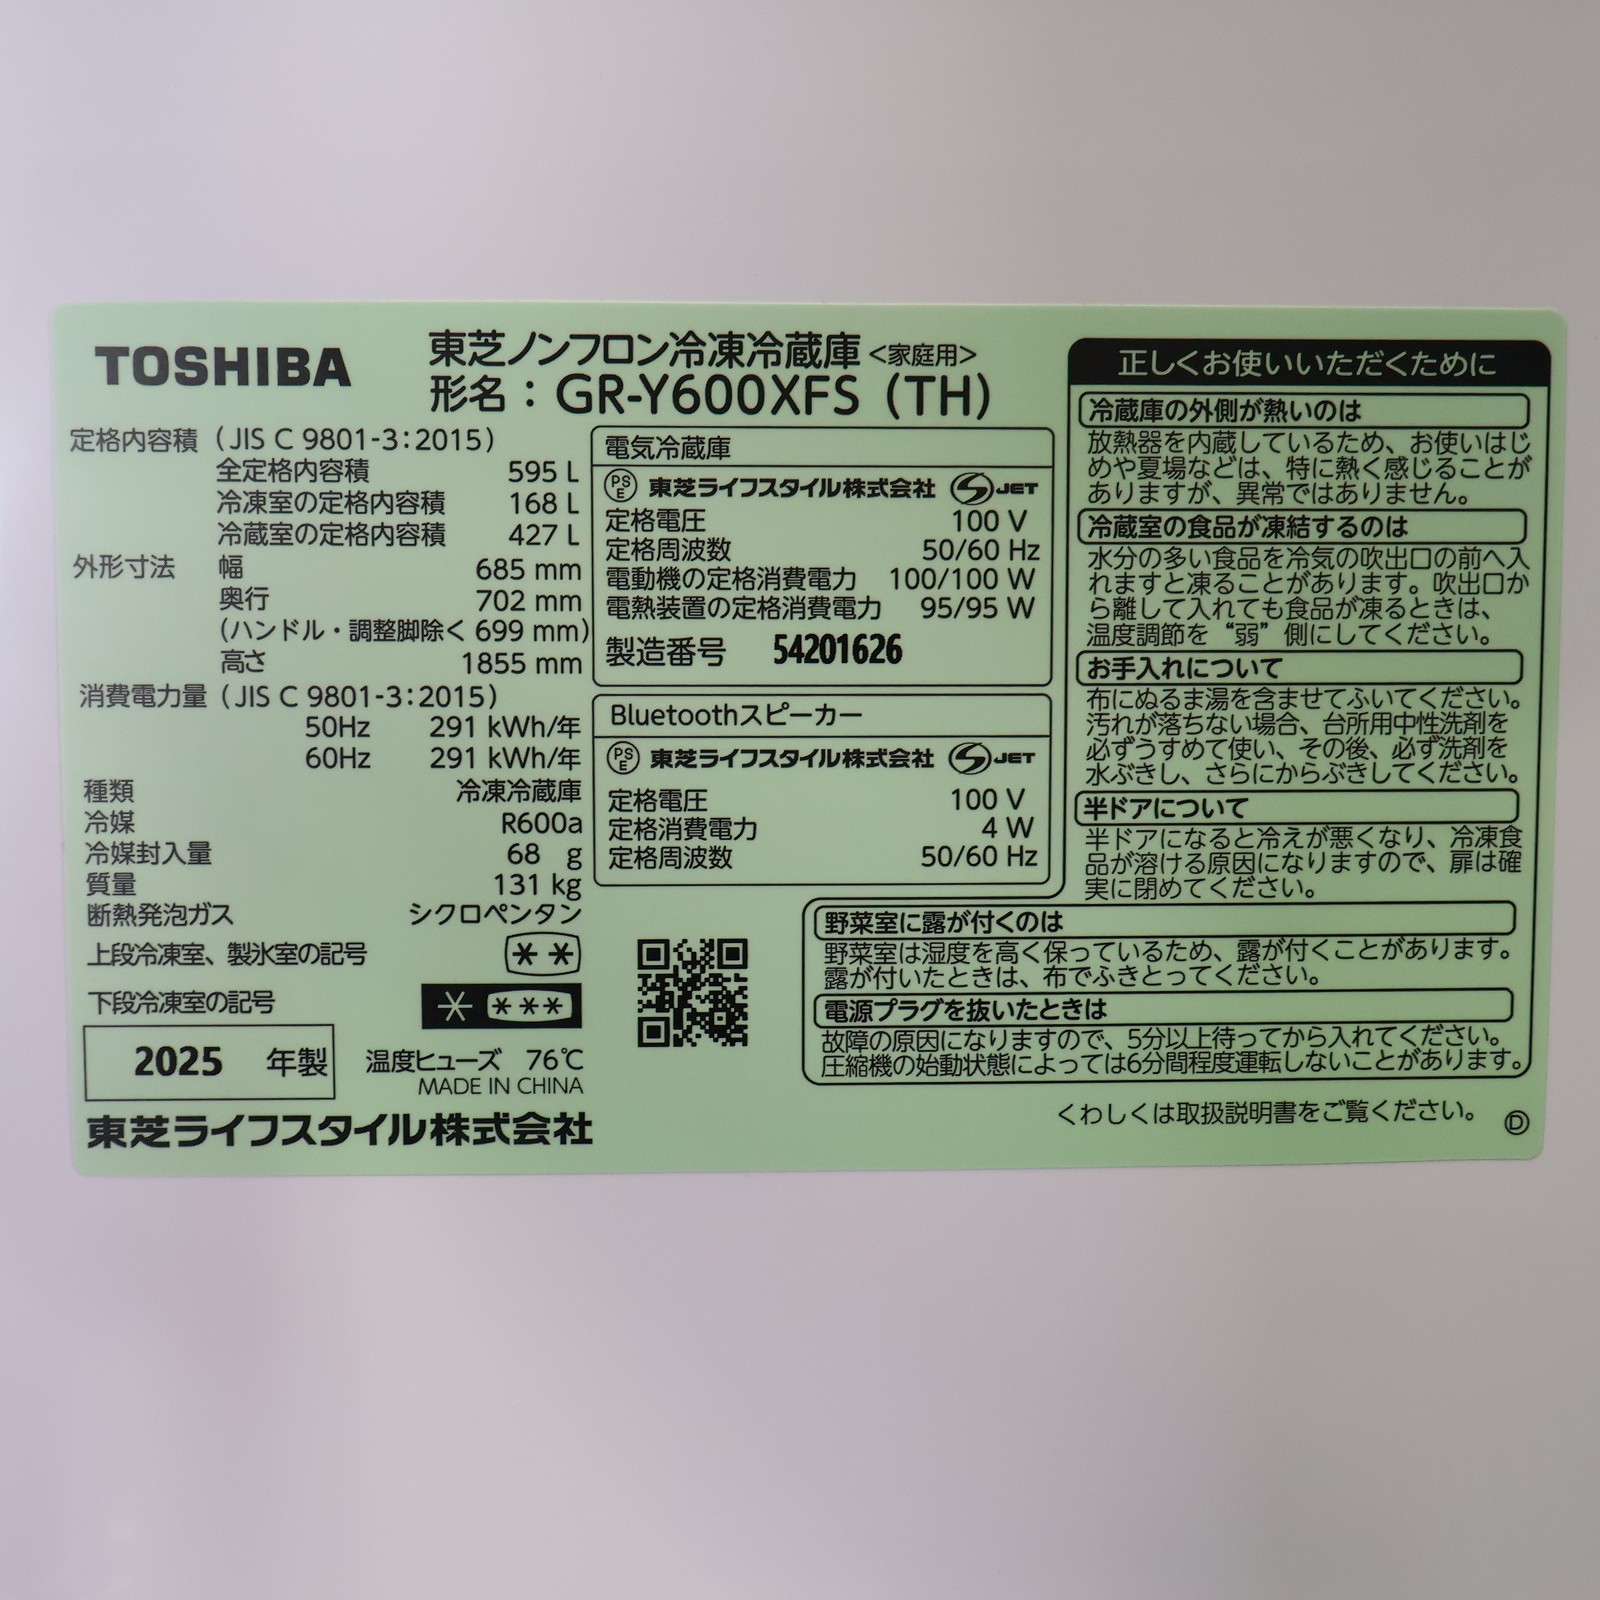 TOSHIBA
東芝ノンフロン冷凍冷蔵庫<家庭用>
形名：GR-Y600XFS (TH)
定格内容積 (JIS C 9801-3:2015)
全定格内容積 595 L
冷凍室の定格内容積 168 L
冷蔵室の定格内容積 427 L
外形寸法 幅 685 mm
奥行 702 mm
(ハンドル・調整脚除く 699 mm)
高さ 1855 mm
消費電力量 (JIS C 9801-3:2015)
50Hz 291 kWh/年
60Hz 291 kWh/年
種類 冷凍冷蔵庫
冷媒 R600a
冷媒封入量 68 g
質量 131 kg
断熱発泡ガス シクロペンタン
上段冷凍室、製氷室の記号 **
下段冷凍室の記号 * ***
2025 年製
温度ヒューズ 76℃
MADE IN CHINA
東芝ライフスタイル株式会社
電気冷蔵庫
PSE 東芝ライフスタイル株式会社 JET
定格電圧 100 V
定格周波数 50/60 Hz
電動機の定格消費電力 100/100 W
電熱装置の定格消費電力 95/95 W
製造番号 54201626
Bluetoothスピーカー
PSE 東芝ライフスタイル株式会社 JET
定格電圧 100 V
定格消費電力 4 W
定格周波数 50/60 Hz
正しくお使いいただくために
冷蔵庫の外側が熱いのは
放熱器を内蔵しているため、お使いはじ
めや夏場などは、特に熱く感じることが
ありますが、異常ではありません。
冷蔵室の食品が凍結するのは
水分の多い食品を冷気の吹出口の前へ入
れますと凍ることがあります。吹出口か
ら離して入れても食品が凍るときは、
温度調節を“弱”側にしてください。
お手入れについて
布にぬるま湯を含ませてふいてください。
汚れが落ちない場合、台所用中性洗剤を
必ずうすめて使い、その後、必ず洗剤を
水ぶきし、さらにからぶきしてください。
半ドアについて
半ドアになると冷えが悪くなり、冷凍食
品が溶ける原因になりますので、扉は確
実に閉めてください。
野菜室に露が付くのは
野菜室は湿度を高く保っているため、露が付くことがあります。
露が付いたときは、布でふきとってください。
電源プラグを抜いたときは
故障の原因になりますので、5分以上待ってから入れてください。
圧縮機の始動状態によっては6分間程度運転しないことがあります。
くわしくは取扱説明書をご覧ください。 Ⓓ